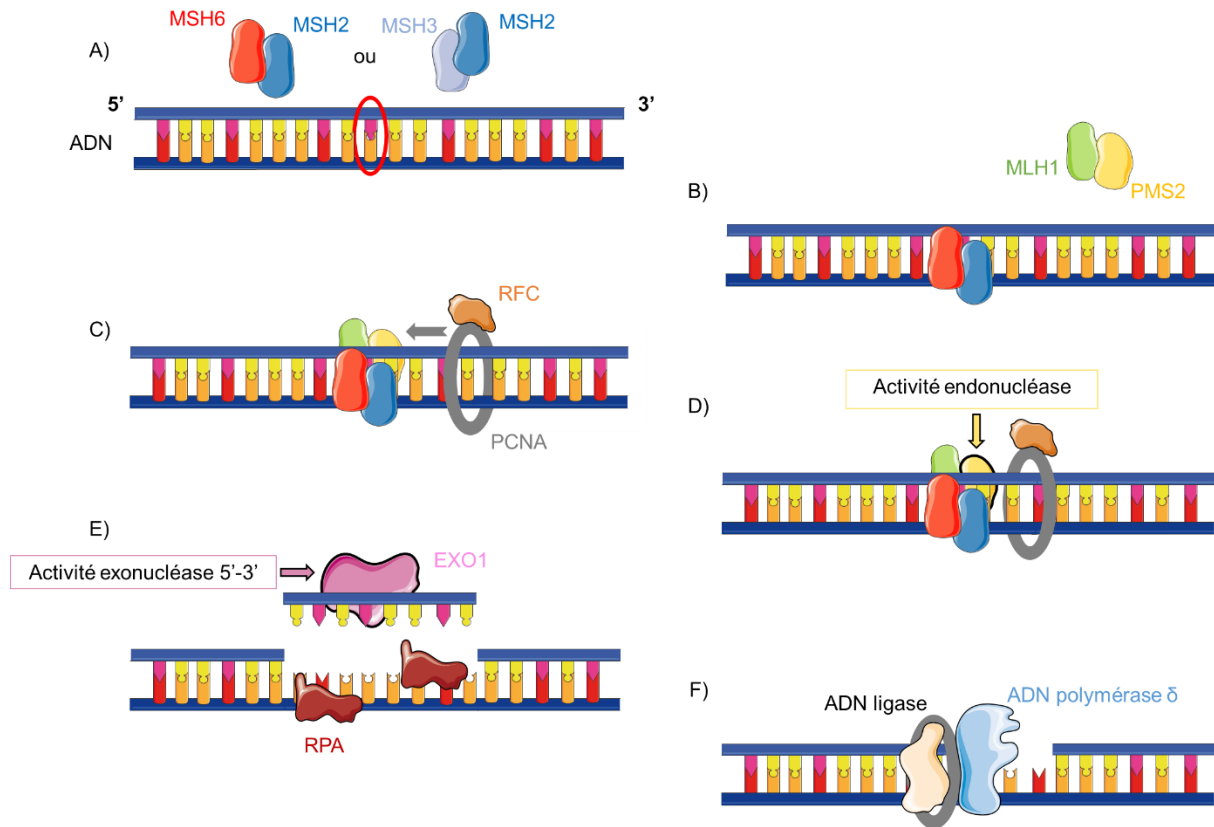 MSH6
MSH2
MSH3
MSH2
A)
ou
5’
3’
ADN
B)
MLH1
PMS2
C)
RFC
PCNA
D)
Activité endonucléase
E)
Activité exonucléase 5’-3’
EXO1
RPA
F)
ADN ligase
ADN polymérase δ